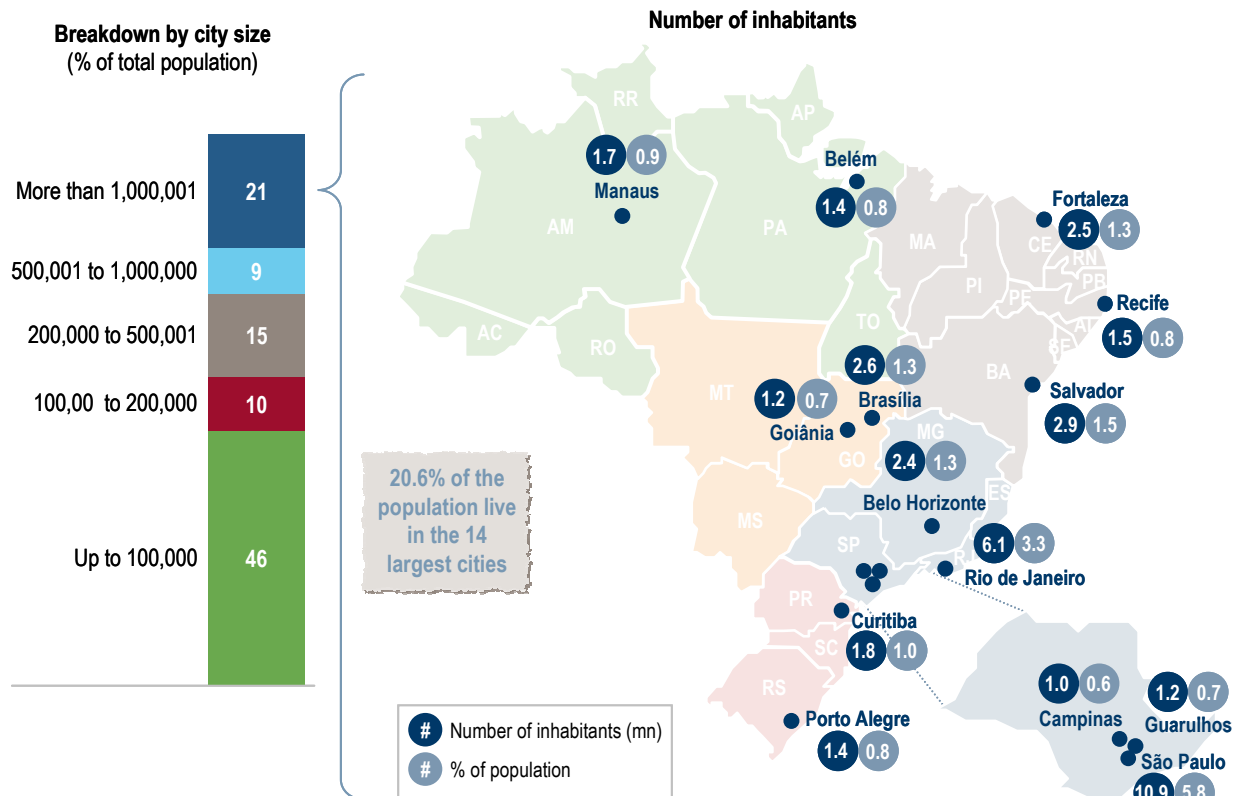 Breakdown by city size
(% of total population)
More than 1,000,001
21
500,001 to 1,000,000
9
200,000 to 500,001
15
100,00 to 200,000
10
Up to 100,000
46
20.6% of the
population live
in the 14
largest cities
Number of inhabitants
RR
AP
1.7 0.9
Manaus
AM
Belém
1.4 0.8
PA
Fortaleza
2.5 1.3
MA
CE
RN
PB
PI
PE
Recife
1.5 0.8
AL
SE
AC
RO
TO
BA
2.6 1.3
Brasília
MT
1.2 0.7
Goiânia
Salvador
2.9 1.5
MG
2.4 1.3
Belo Horizonte
GO
ES
MS
SP
6.1 3.3
RJ
Rio de Janeiro
PR
Curitiba
1.8 1.0
SC
RS
Porto Alegre
1.4 0.8
1.0 0.6
Campinas
1.2 0.7
Guarulhos
São Paulo
10.9 5.8
# Number of inhabitants (mn)
# % of population